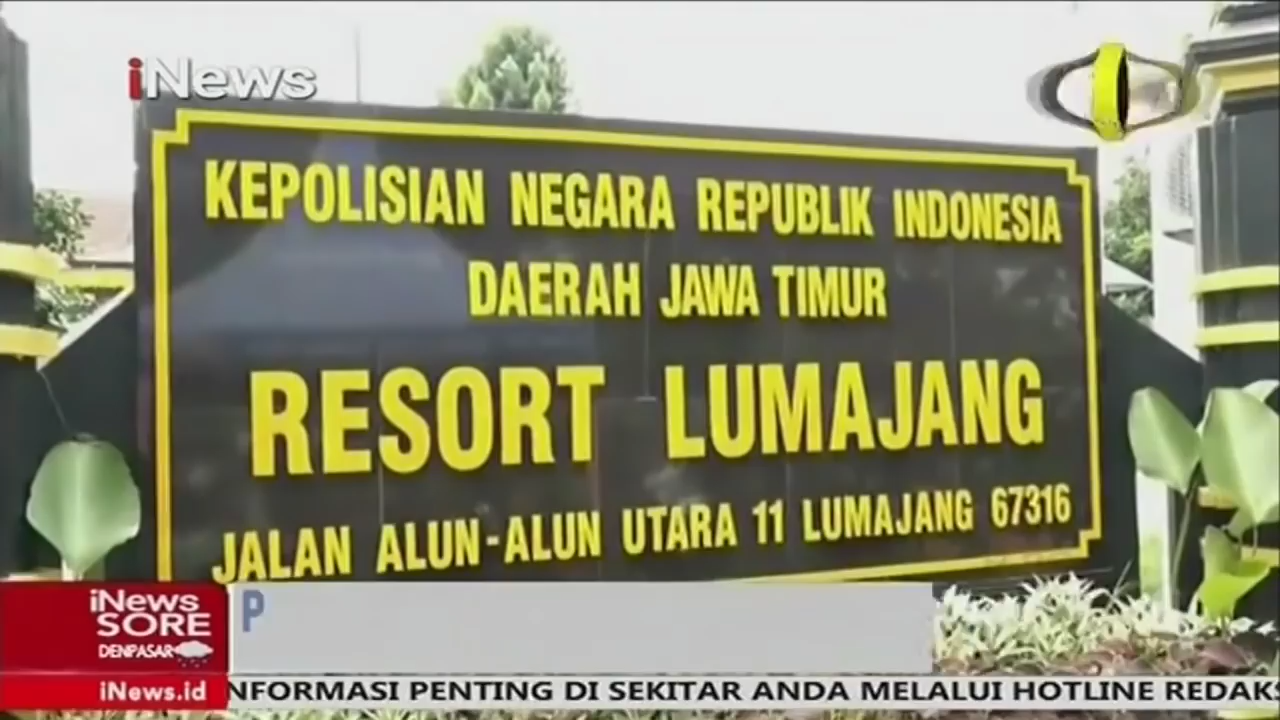 iNews
KEPOLISIAN NEGARA REPUBLIK INDONESIA
DAERAH JAWA TIMUR
RESORT LUMAJANG
JALAN ALUN-ALUN UTARA 11 LUMAJANG 67316
iNews
SORE
DENPASAR
P
iNews.id
NFORMASI PENTING DI SEKITAR ANDA MELALUI HOTLINE REDAKS